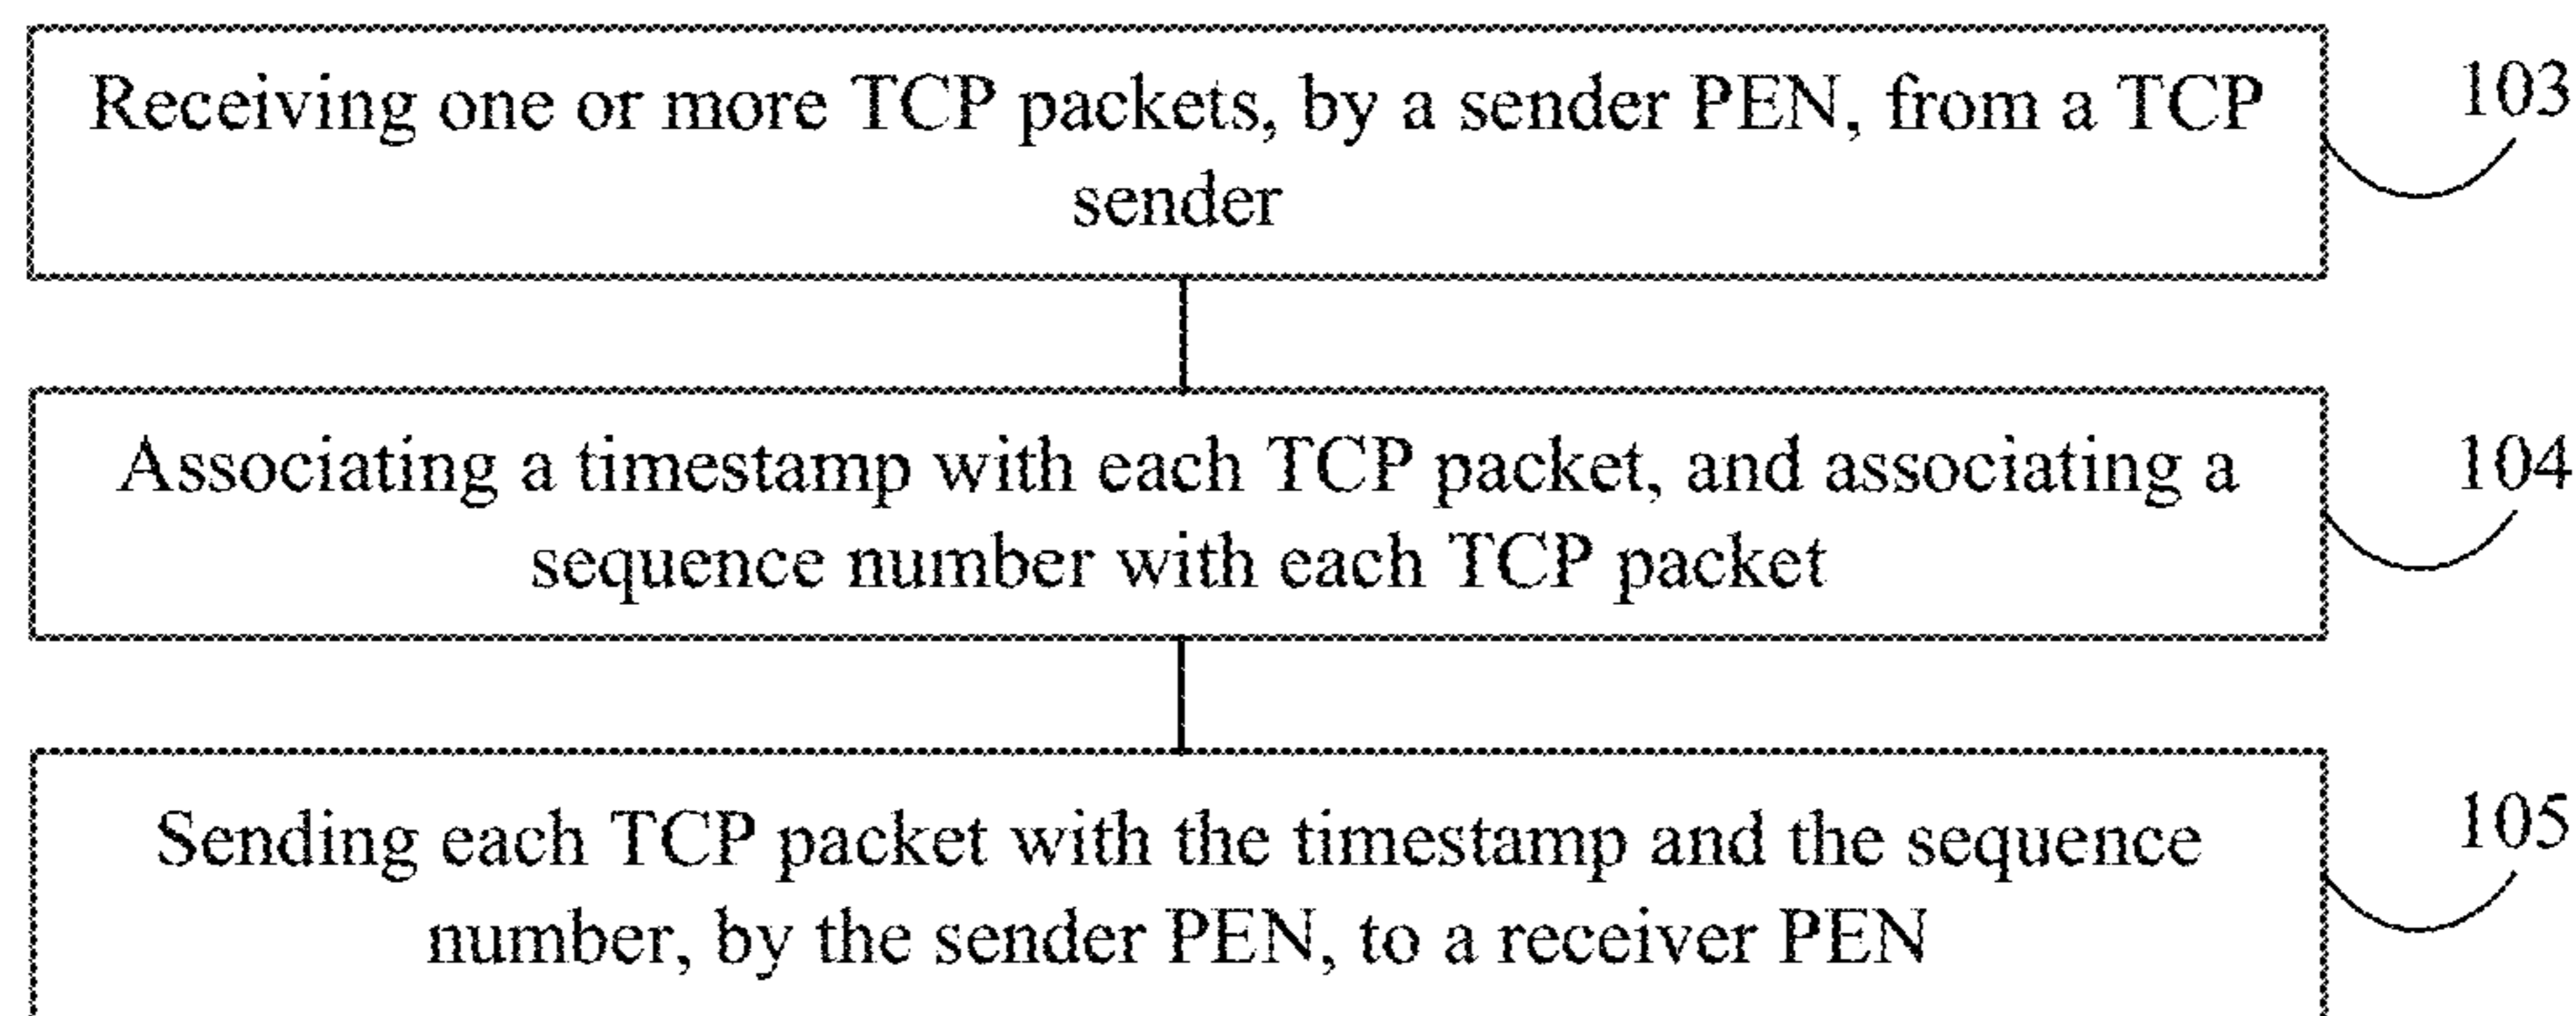 Receiving one or more TCP packets, by a sender PEN, from a TCP
sender
103
Associating a timestamp with each TCP packet, and associating a
sequence number with each TCP packet
104
Sending each TCP packet with the timestamp and the sequence
number, by the sender PEN, to a receiver PEN
105